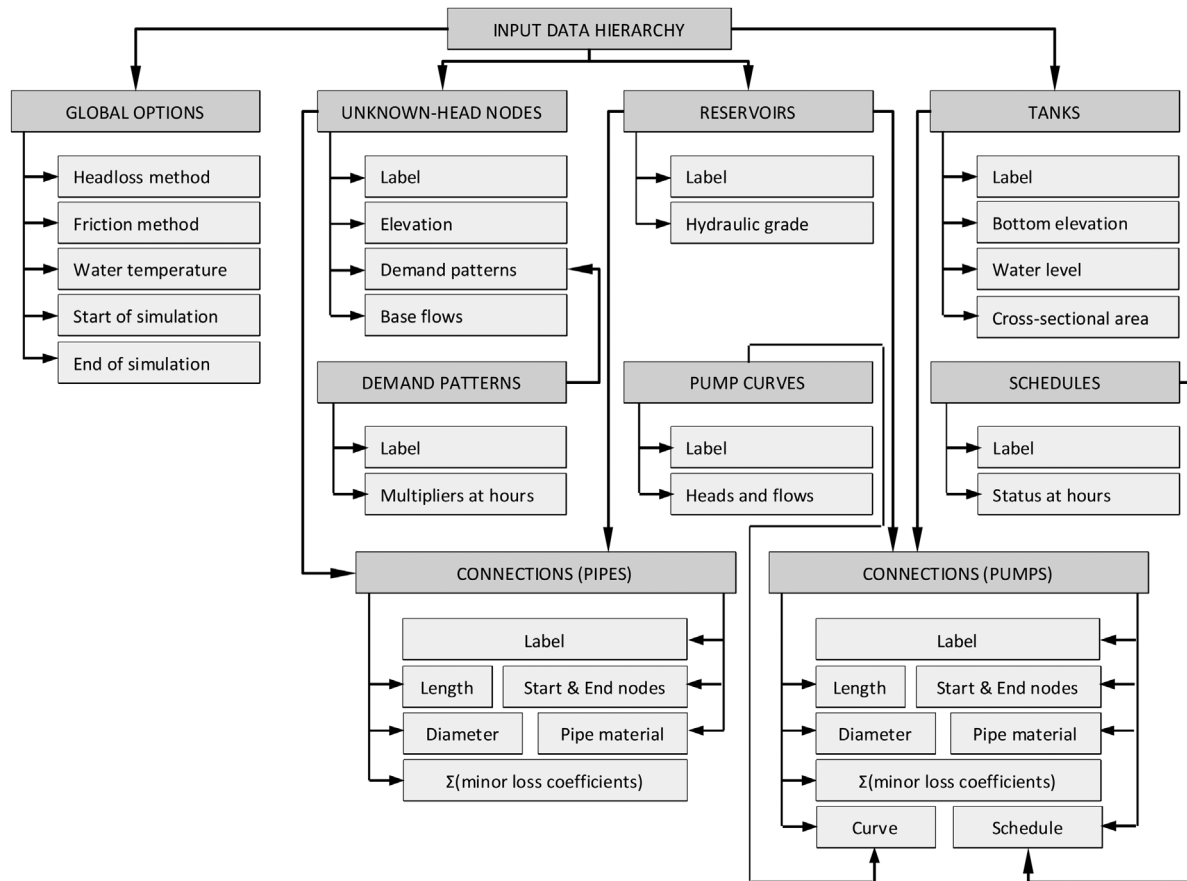 INPUT DATA HIERARCHY
GLOBAL OPTIONS
Headloss method
Friction method
Water temperature
Start of simulation
End of simulation
UNKNOWN-HEAD NODES
Label
Elevation
Demand patterns
Base flows
RESERVOIRS
Label
Hydraulic grade
TANKS
Label
Bottom elevation
Water level
Cross-sectional area
DEMAND PATTERNS
Label
Multipliers at hours
PUMP CURVES
Label
Heads and flows
SCHEDULES
Label
Status at hours
CONNECTIONS (PIPES)
Label
Length
Start & End nodes
Diameter
Pipe material
Σ(minor loss coefficients)
CONNECTIONS (PUMPS)
Label
Length
Start & End nodes
Diameter
Pipe material
Σ(minor loss coefficients)
Curve
Schedule